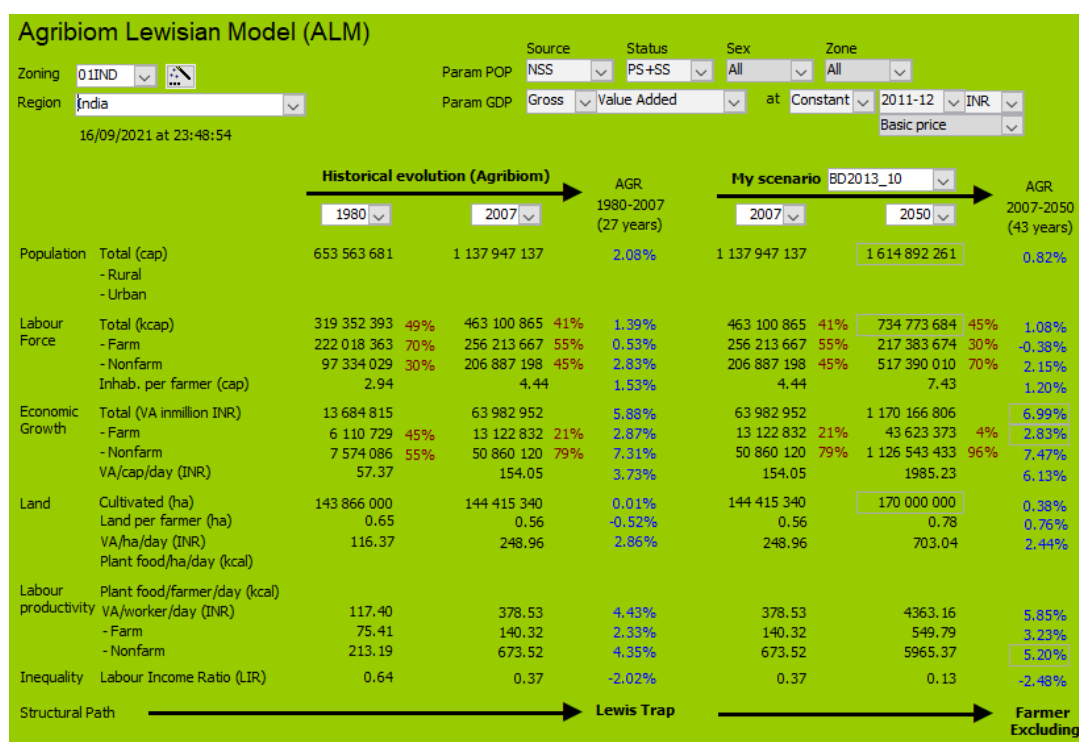 Agribiom Lewisian Model (ALM)
Source Status Sex Zone
Zoning 01IND Param POP NSS PS+SS All All
Region India Param GDP Gross Value Added at Constant 2011-12 INR
16/09/2021 at 23:48:54 Basic price
Historical evolution (Agribiom) AGR My scenario BD2013_10 AGR
1980 2007 1980-2007 2007 2050 2007-2050
(27 years) (43 years)
Population Total (cap) 653 563 681 1 137 947 137 2.08% 1 137 947 137 1 614 892 261 0.82%
- Rural
- Urban
Labour Total (kcap) 319 352 393 49% 463 100 865 41% 1.39% 463 100 865 41% 734 773 684 45% 1.08%
Force - Farm 222 018 363 70% 256 213 667 55% 0.53% 256 213 667 55% 217 383 674 30% -0.38%
- Nonfarm 97 334 029 30% 206 887 198 45% 2.83% 206 887 198 45% 517 390 010 70% 2.15%
Inhab. per farmer (cap) 2.94 4.44 1.53% 4.44 7.43 1.20%
Economic Total (VA inmillion INR) 13 684 815 63 982 952 5.88% 63 982 952 1 170 166 806 6.99%
Growth - Farm 6 110 729 45% 13 122 832 21% 2.87% 13 122 832 21% 43 623 373 4% 2.83%
- Nonfarm 7 574 086 55% 50 860 120 79% 7.31% 50 860 120 79% 1 126 543 433 96% 7.47%
VA/cap/day (INR) 57.37 154.05 3.73% 154.05 1985.23 6.13%
Land Cultivated (ha) 143 866 000 144 415 340 0.01% 144 415 340 170 000 000 0.38%
Land per farmer (ha) 0.65 0.56 -0.52% 0.56 0.78 0.76%
VA/ha/day (INR) 116.37 248.96 2.86% 248.96 703.04 2.44%
Plant food/ha/day (kcal)
Labour Plant food/farmer/day (kcal)
productivity VA/worker/day (INR) 117.40 378.53 4.43% 378.53 4363.16 5.85%
- Farm 75.41 140.32 2.33% 140.32 549.79 3.23%
- Nonfarm 213.19 673.52 4.35% 673.52 5965.37 5.20%
Inequality Labour Income Ratio (LIR) 0.64 0.37 -2.02% 0.37 0.13 -2.48%
Structural Path Lewis Trap Farmer
Excluding